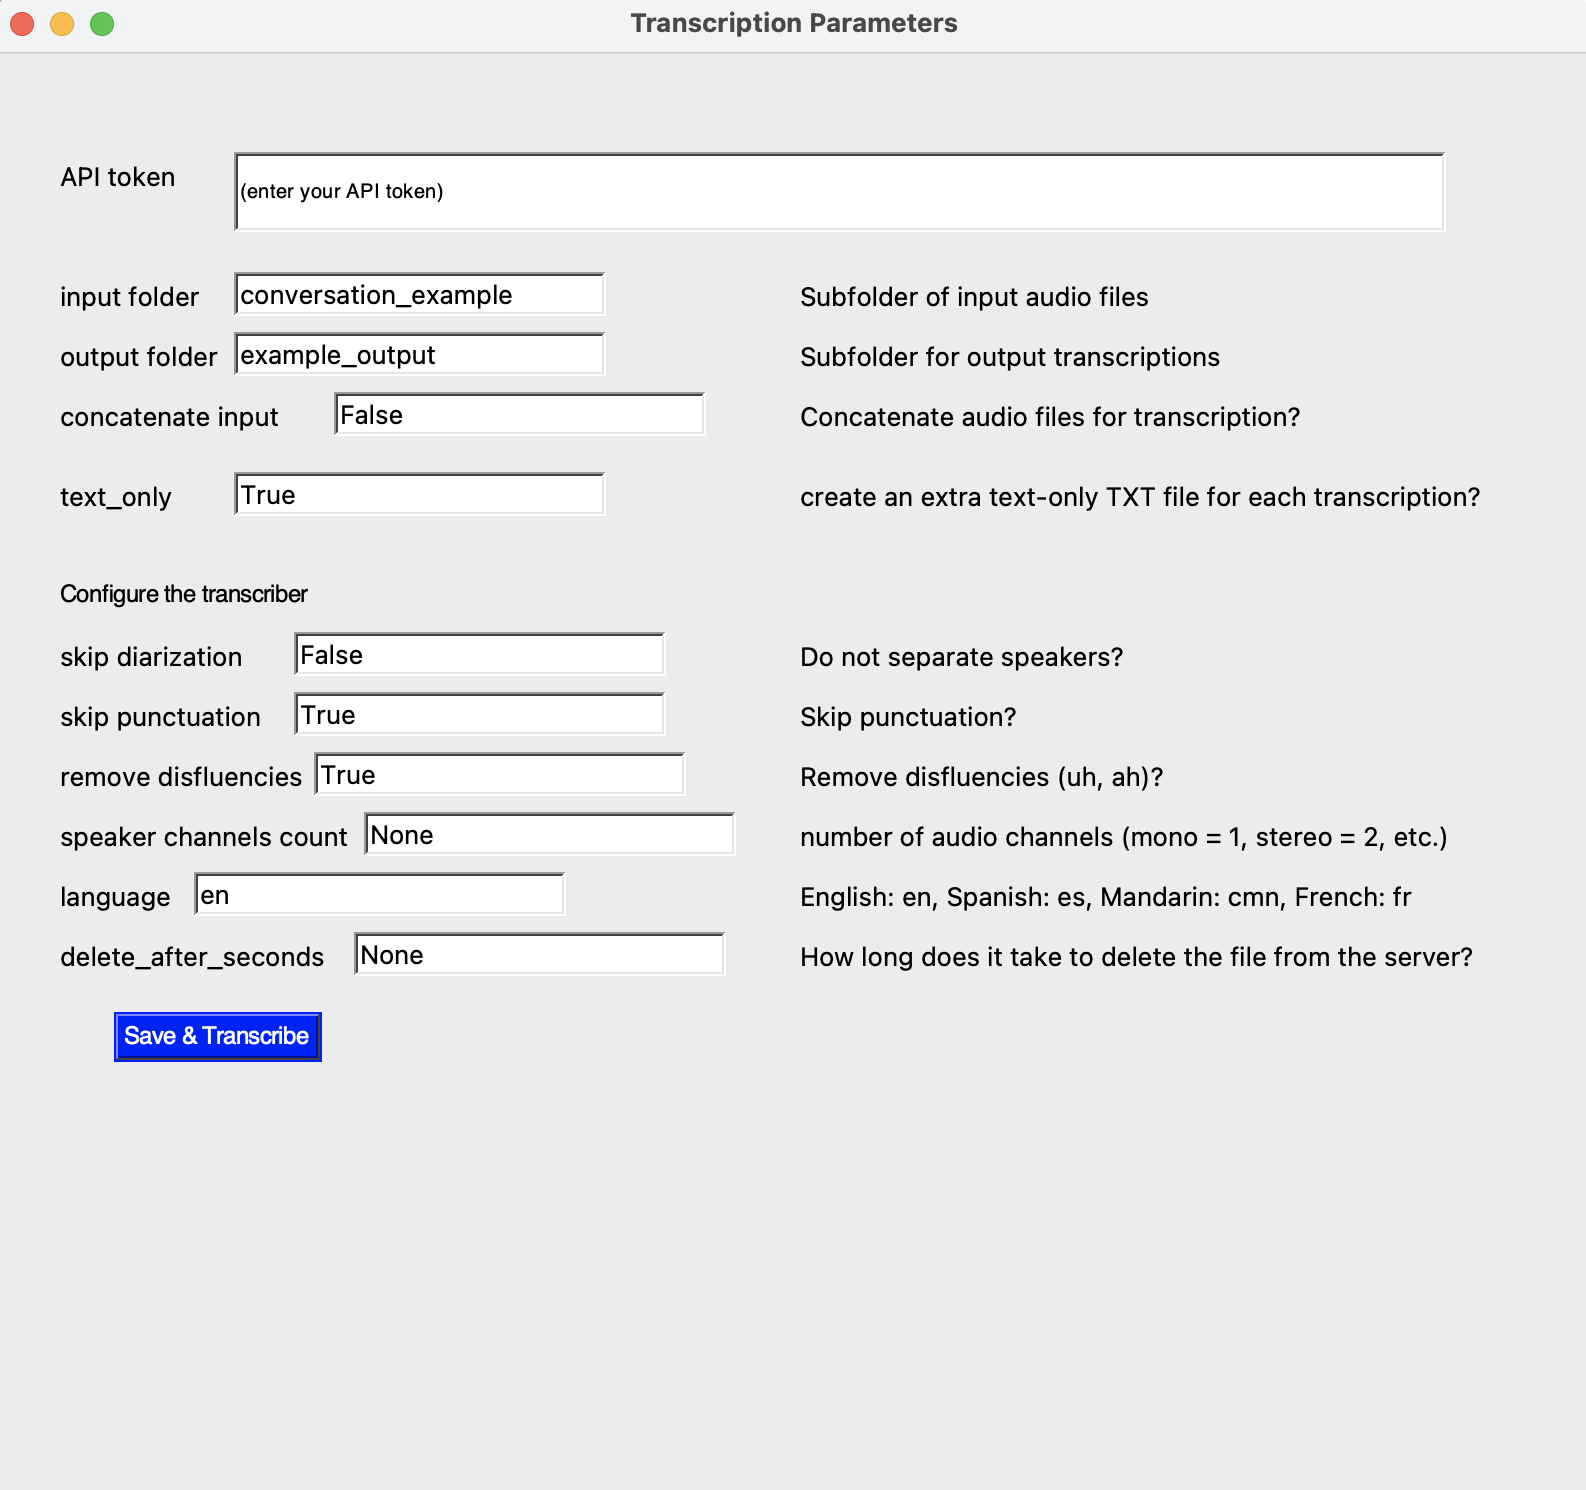 Transcription Parameters
API token (enter your API token)
input folder conversation_example Subfolder of input audio files
output folder example_output Subfolder for output transcriptions
concatenate input False Concatenate audio files for transcription?
text_only True create an extra text-only TXT file for each transcription?
Configure the transcriber
skip diarization False Do not separate speakers?
skip punctuation True Skip punctuation?
remove disfluencies True Remove disfluencies (uh, ah)?
speaker channels count None number of audio channels (mono = 1, stereo = 2, etc.)
language en English: en, Spanish: es, Mandarin: cmn, French: fr
delete_after_seconds None How long does it take to delete the file from the server?
Save & Transcribe